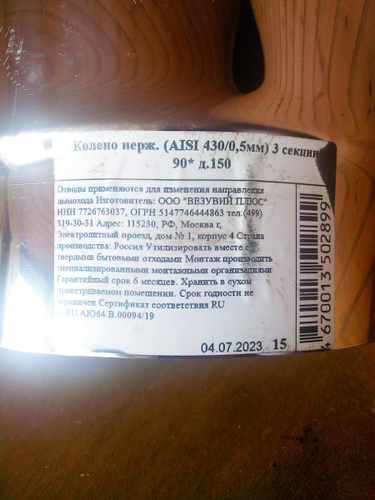 Колено нерж. (AISI 430/0,5мм) 3 секции
90* д.150
Отводы применяются для изменения направления
дымохода Изготовитель: ООО "ВЕЗУВИЙ ПЛЮС"
ИНН 7726763037, ОГРН 5147746444863 тел.(499)
519-30-31 Адрес: 115230, РФ, Москва г,
Электролитный проезд, дом № 1, корпус 4 Страна
производства: Россия Утилизировать вместе с
твердыми бытовыми отходами Монтаж производить
специализированными монтажными организациями
Гарантийный срок 6 месяцев. Хранить в сухом
проветриваемом помещении. Срок годности не
ограничен Сертификат соответствия RU
-RU.АЮ64.В.00094/19
04.07.2023 15
4 670013 502899